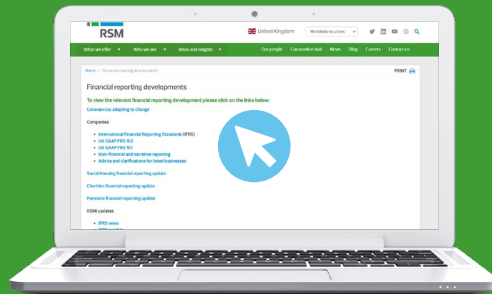 RSM
United Kingdom
Worldwide locations
What we offer
Who we are
Ideas and insights
Our people
Coronavirus hub
News
Blog
Careers
Contact us
Home / Financial reporting developments
PRINT
Financial reporting developments
To view the relevant financial reporting development please click on the links below:
Coronavirus: adapting to change
Companies
International Financial Reporting Standards (IFRS)
UK GAAP FRS 102
UK GAAP FRS 101
Non-financial and narrative reporting
Advice and clarifications for listed businesses
Social Housing financial reporting update
Charities financial reporting update
Pensions financial reporting update
RSM updates
IFRS news